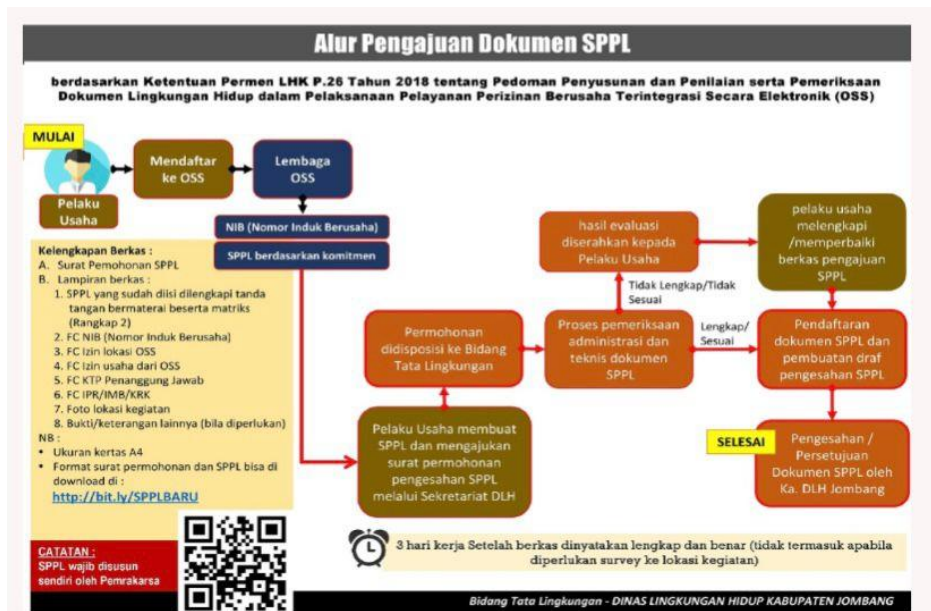 Alur Pengajuan Dokumen SPPL
berdasarkan Ketentuan Permen LHK P.26 Tahun 2018 tentang Pedoman Penyusunan dan Penilaian serta Pemeriksaan
Dokumen Lingkungan Hidup dalam Pelaksanaan Pelayanan Perizinan Berusaha Terintegrasi Secara Elektronik (OSS)
MULAI
Pelaku
Usaha
Mendaftar
ke OSS
Lembaga
OSS
NIB (Nomor Induk Berusaha)
SPPL berdasarkan komitmen
Kelengkapan Berkas :
A. Surat Pemohonan SPPL
B. Lampiran berkas :
1. SPPL yang sudah diisi dilengkapi tanda
tangan bermaterai beserta matriks
(Rangkap 2)
2. FC NIB (Nomor Induk Berusaha)
3. FC Izin lokasi OSS
4. FC Izin usaha dari OSS
5. FC KTP Penanggung Jawab
6. FC IPR/IMB/KRK
7. Foto lokasi kegiatan
8. Bukti/keterangan lainnya (bila diperlukan)
NB :
• Ukuran kertas A4
• Format surat permohonan dan SPPL bisa di
download di :
http://bit.ly/SPPLBARU
CATATAN :
SPPL wajib disusun
sendiri oleh Pemrakarsa
Pelaku Usaha membuat
SPPL dan mengajukan
surat permohonan
pengesahan SPPL
melalui Sekretariat DLH
Permohonan
didisposisi ke Bidang
Tata Lingkungan
Proses pemeriksaan
administrasi dan
teknis dokumen
SPPL
Tidak Lengkap/Tidak
Sesuai
hasil evaluasi
diserahkan kepada
Pelaku Usaha
pelaku usaha
melengkapi
/memperbaiki
berkas pengajuan
SPPL
Lengkap/
Sesuai
Pendaftaran
dokumen SPPL dan
pembuatan draf
pengesahan SPPL
SELESAI
Pengesahan /
Persetujuan
Dokumen SPPL oleh
Ka. DLH Jombang
3 hari kerja Setelah berkas dinyatakan lengkap dan benar (tidak termasuk apabila
diperlukan survey ke lokasi kegiatan)
Bidang Tata Lingkungan - DINAS LINGKUNGAN HIDUP KABUPATEN JOMBANG